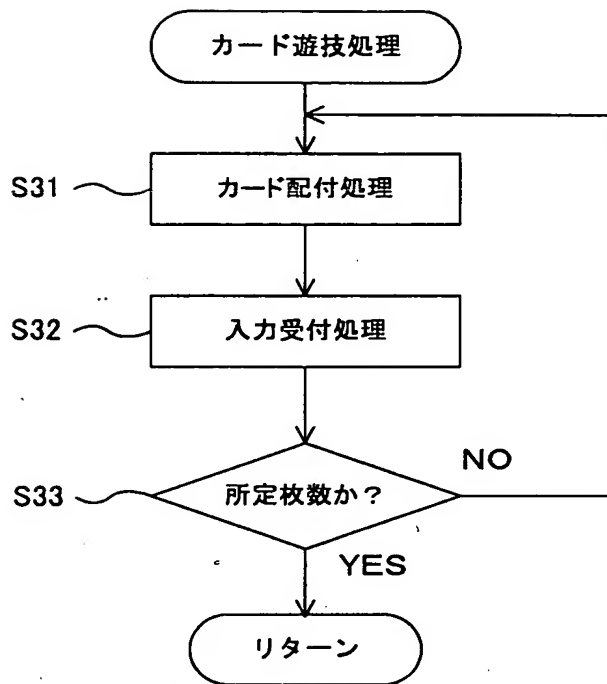 カード遊技処理
S31
カード配付処理
S32
入力受付処理
S33
所定枚数か？
NO
YES
リターン